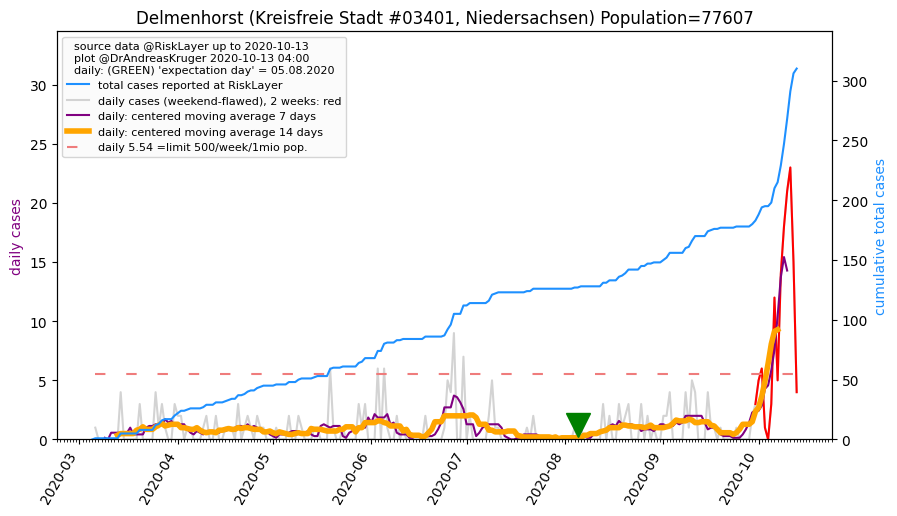 Delmenhorst (Kreisfreie Stadt #03401, Niedersachsen) Population=77607
source data @RiskLayer up to 2020-10-13
plot @DrAndreasKruger 2020-10-13 04:00
daily: (GREEN) 'expectation day' = 05.08.2020
total cases reported at RiskLayer
daily cases (weekend-flawed), 2 weeks: red
daily: centered moving average 7 days
daily: centered moving average 14 days
daily 5.54 =limit 500/week/1mio pop.
daily cases
30
25
20
15
10
5
0
300
250
200
150
100
50
0
cumulative total cases
2020-03
2020-04
2020-05
2020-06
2020-07
2020-08
2020-09
2020-10